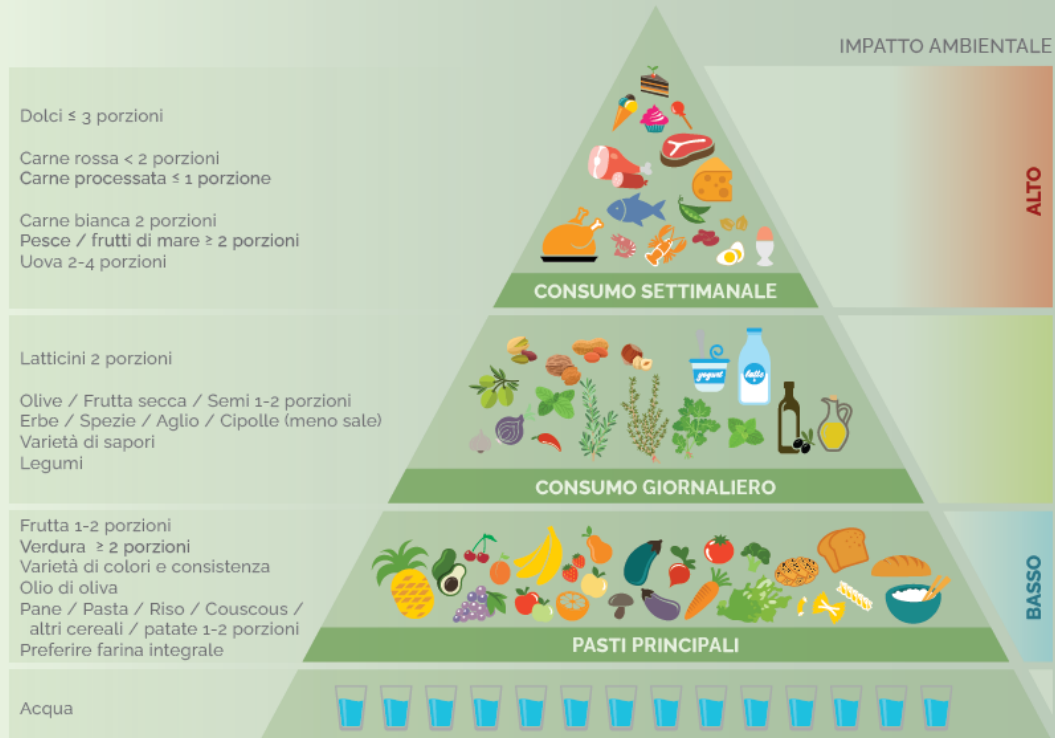 IMPATTO AMBIENTALE
Dolci ≤ 3 porzioni
Carne rossa < 2 porzioni
Carne processata ≤ 1 porzione
Carne bianca 2 porzioni
Pesce / frutti di mare ≥ 2 porzioni
Uova 2-4 porzioni
ALTO
CONSUMO SETTIMANALE
Latticini 2 porzioni
Olive / Frutta secca / Semi 1-2 porzioni
Erbe / Spezie / Aglio / Cipolle (meno sale)
Varietà di sapori
Legumi
yogurt
latte
CONSUMO GIORNALIERO
Frutta 1-2 porzioni
Verdura ≥ 2 porzioni
Varietà di colori e consistenza
Olio di oliva
Pane / Pasta / Riso / Couscous /
altri cereali / patate 1-2 porzioni
Preferire farina integrale
BASSO
PASTI PRINCIPALI
Acqua